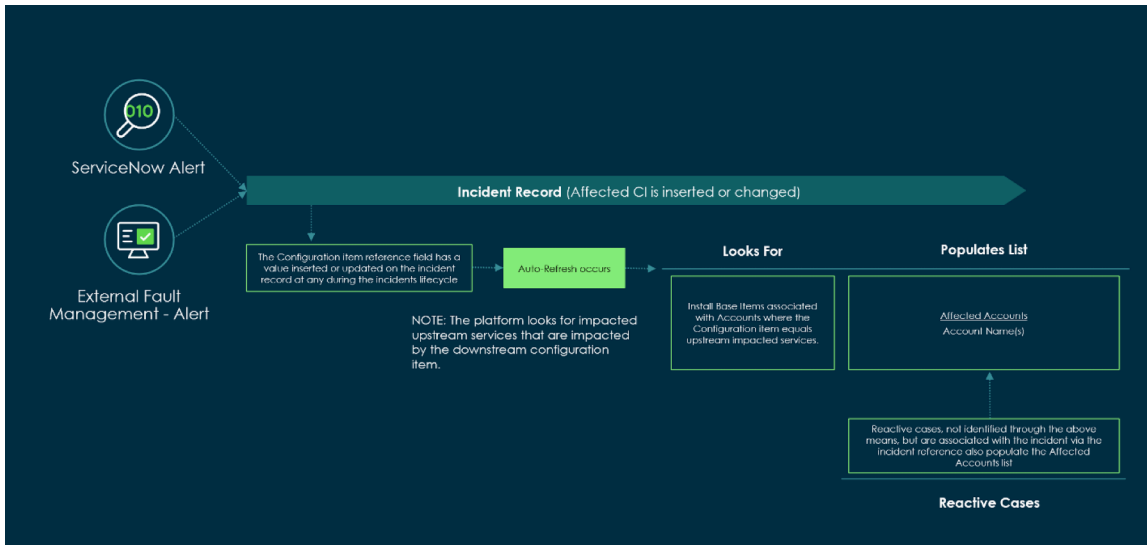 010
ServiceNow Alert
External Fault
Management - Alert
Incident Record (Affected CI is inserted or changed)
The Configuration item reference field has a
value inserted or updated on the incident
record at any during the incidents lifecycle
Auto-Refresh occurs
NOTE: The platform looks for impacted
upstream services that are impacted
by the downstream configuration
item.
Looks For
Install Base Items associated
with Accounts where the
Configuration item equals
upstream impacted services.
Populates List
Affected Accounts
Account Name(s)
Reactive cases, not identified through the above
means, but are associated with the incident via the
incident reference also populate the Affected
Accounts list
Reactive Cases